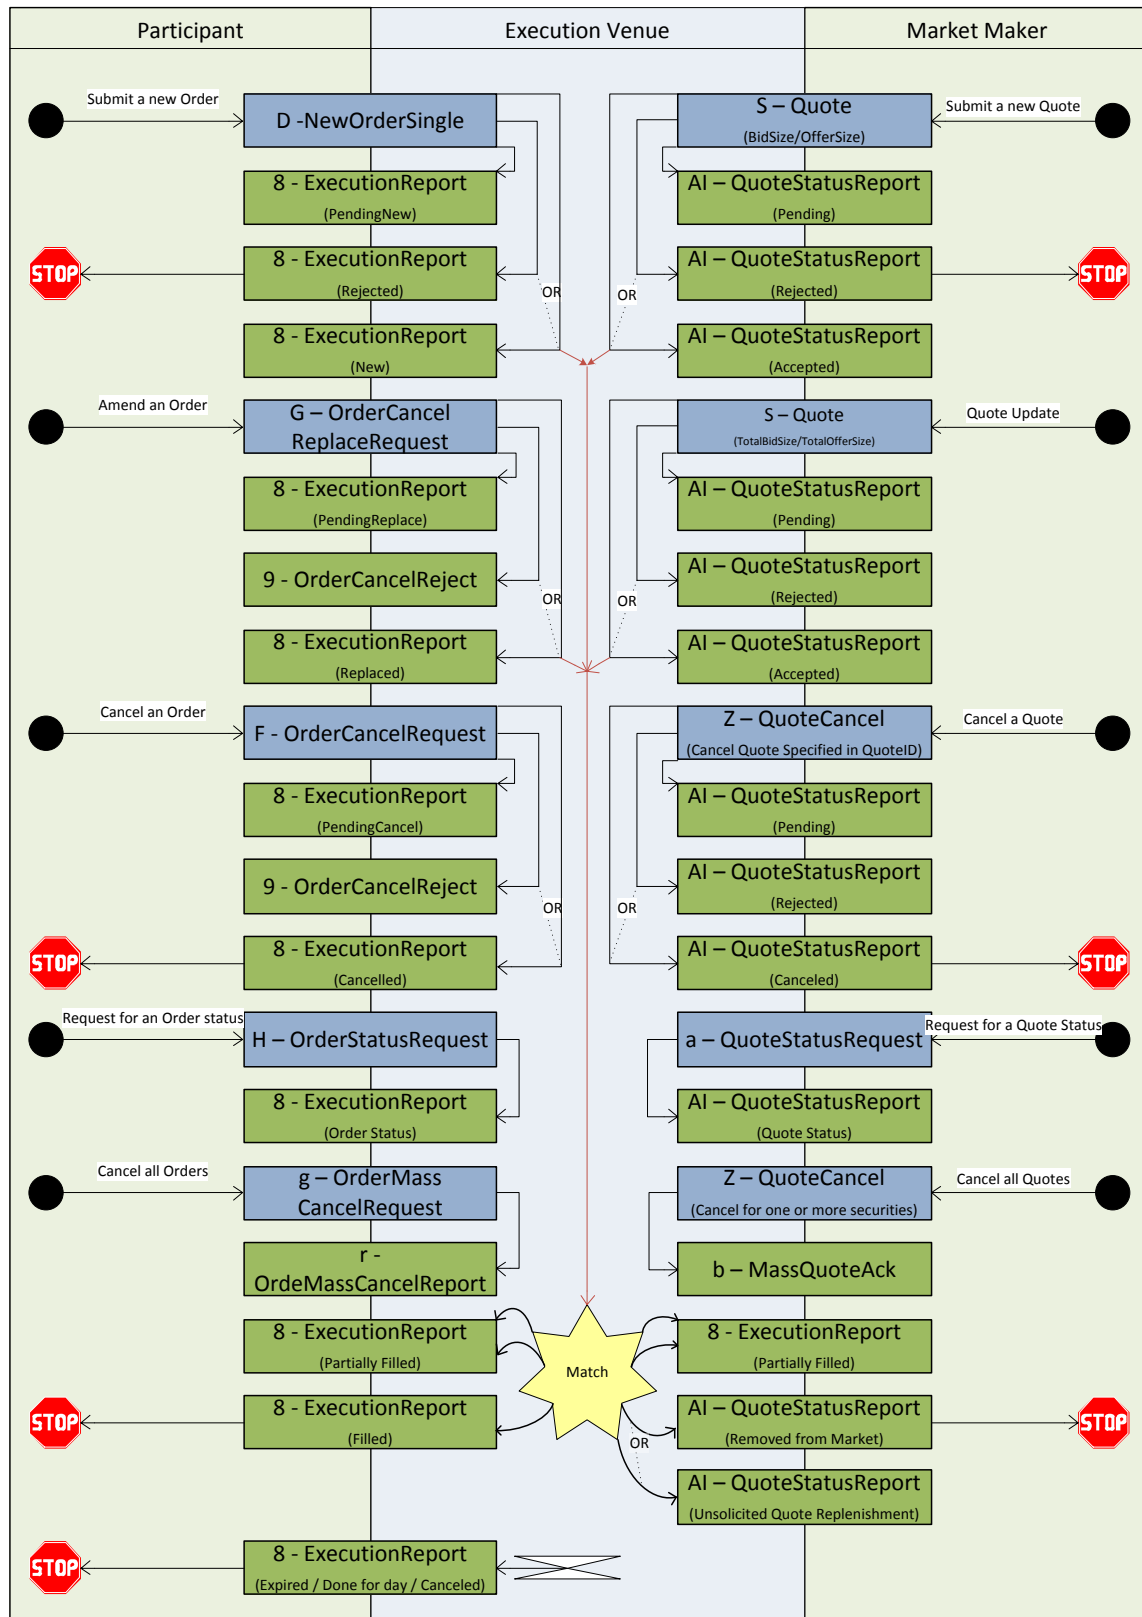 Participant
Execution Venue
Market Maker
Submit a new Order
D -NewOrderSingle
S – Quote
(BidSize/OfferSize)
Submit a new Quote
8 - ExecutionReport
(PendingNew)
AI – QuoteStatusReport
(Pending)
STOP
8 - ExecutionReport
(Rejected)
OR
OR
AI – QuoteStatusReport
(Rejected)
STOP
8 - ExecutionReport
(New)
AI – QuoteStatusReport
(Accepted)
Amend an Order
G – OrderCancel
ReplaceRequest
S – Quote
(TotalBidSize/TotalOfferSize)
Quote Update
8 - ExecutionReport
(PendingReplace)
AI – QuoteStatusReport
(Pending)
9 - OrderCancelReject
OR
OR
AI – QuoteStatusReport
(Rejected)
8 - ExecutionReport
(Replaced)
AI – QuoteStatusReport
(Accepted)
Cancel an Order
F - OrderCancelRequest
Z – QuoteCancel
(Cancel Quote Specified in QuoteID)
Cancel a Quote
8 - ExecutionReport
(PendingCancel)
AI – QuoteStatusReport
(Pending)
9 - OrderCancelReject
OR
OR
AI – QuoteStatusReport
(Rejected)
STOP
8 - ExecutionReport
(Cancelled)
AI – QuoteStatusReport
(Canceled)
STOP
Request for an Order status
H – OrderStatusRequest
a – QuoteStatusRequest
Request for a Quote Status
8 - ExecutionReport
(Order Status)
AI – QuoteStatusReport
(Quote Status)
Cancel all Orders
g – OrderMass
CancelRequest
Z – QuoteCancel
(Cancel for one or more securities)
Cancel all Quotes
r -
OrdeMassCancelReport
b – MassQuoteAck
8 - ExecutionReport
(Partially Filled)
Match
8 - ExecutionReport
(Partially Filled)
STOP
8 - ExecutionReport
(Filled)
OR
AI – QuoteStatusReport
(Removed from Market)
STOP
AI – QuoteStatusReport
(Unsolicited Quote Replenishment)
STOP
8 - ExecutionReport
(Expired / Done for day / Canceled)